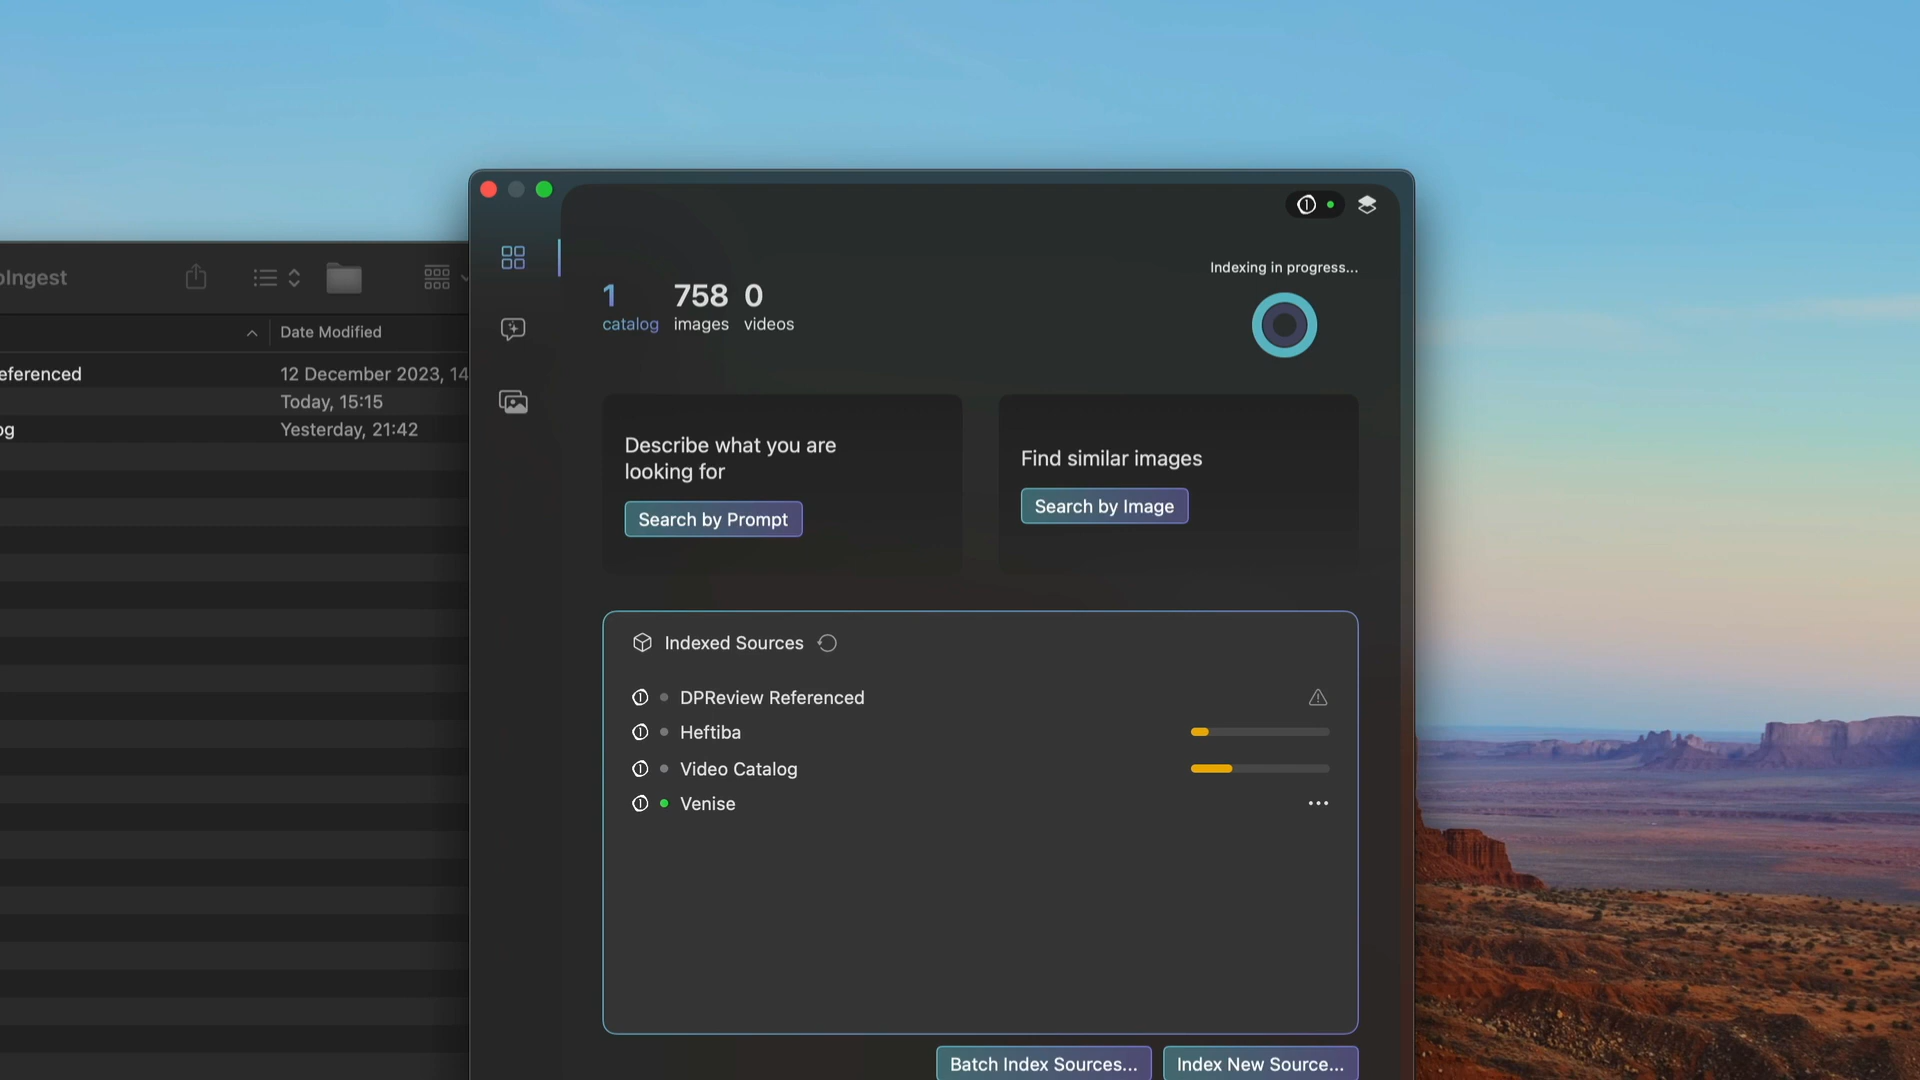 oIngest
Date Modified
eferenced
12 December 2023, 14
Today, 15:15
og
Yesterday, 21:42
Indexing in progress...
1 758 0
catalog images videos
Describe what you are
looking for
Search by Prompt
Find similar images
Search by Image
Indexed Sources
DPReview Referenced
Heftiba
Video Catalog
Venise
Batch Index Sources...
Index New Source...